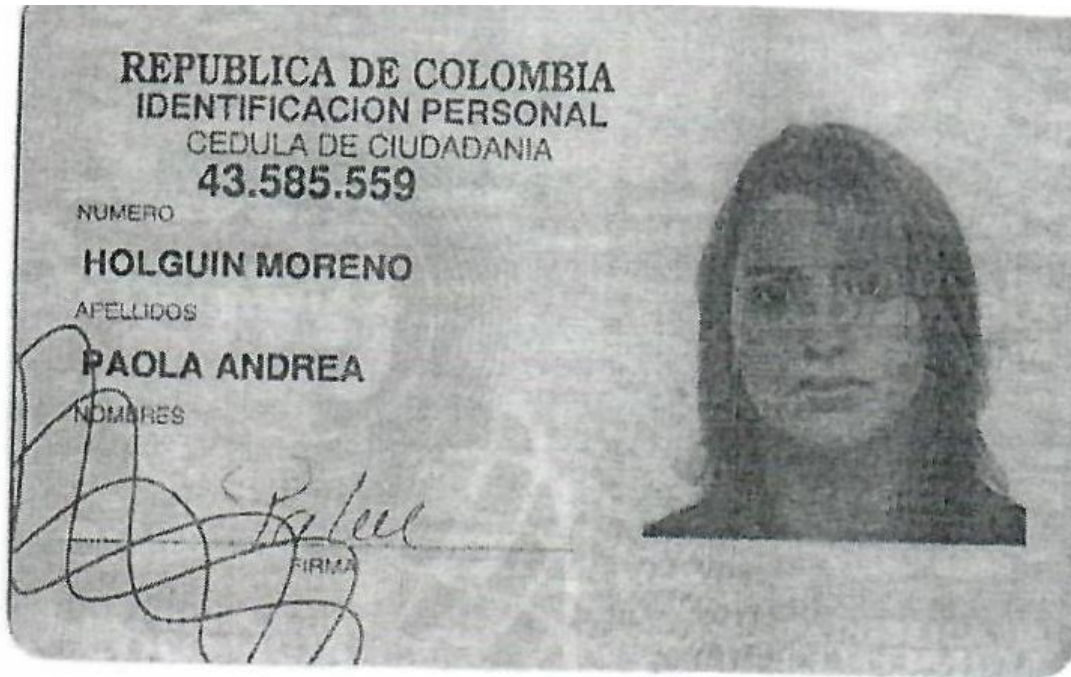 REPUBLICA DE COLOMBIA
IDENTIFICACION PERSONAL
CEDULA DE CIUDADANIA
43.585.559
NUMERO
HOLGUIN MORENO
APELLIDOS
PAOLA ANDREA
NOMBRES
FIRMA